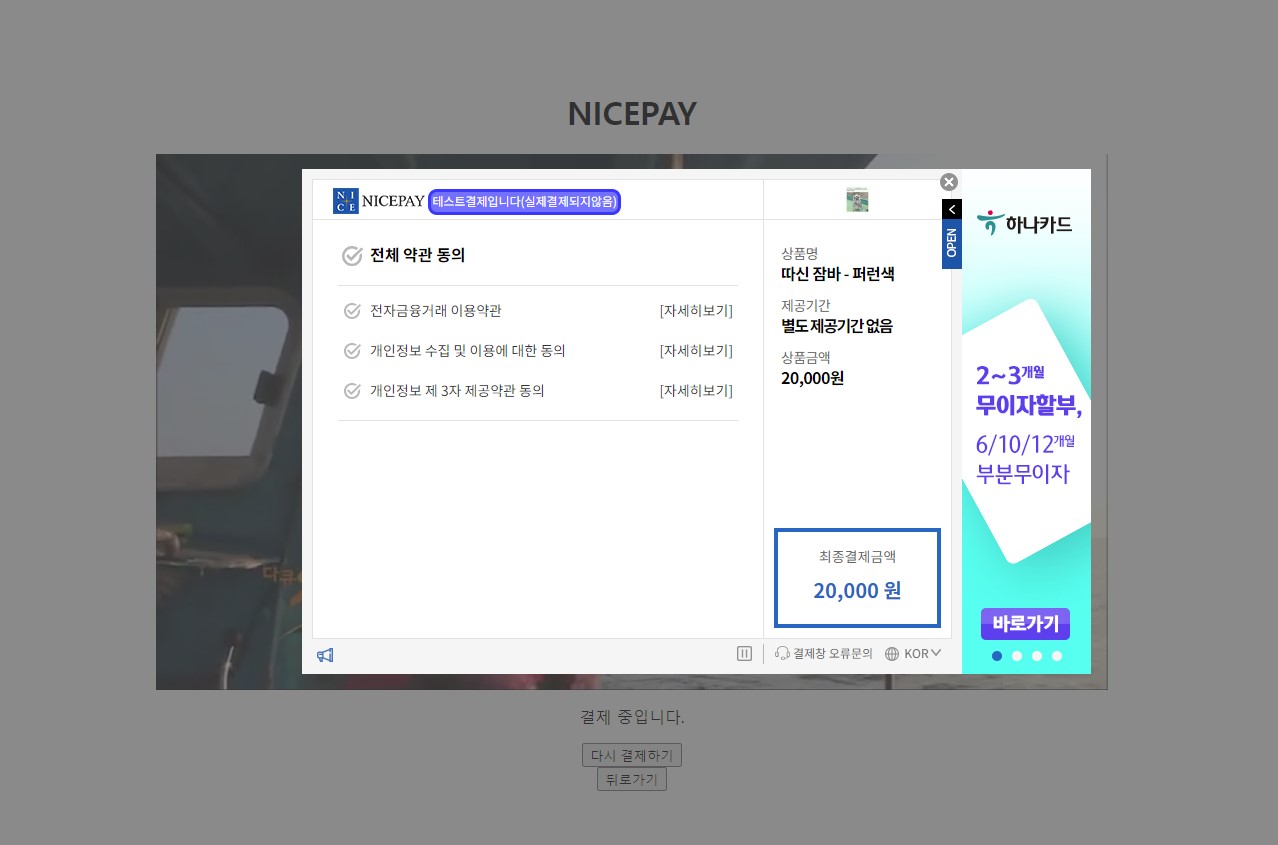 NICEPAY
NICE NICEPAY 테스트결제입니다(실제결제되지않음)
전체 약관 동의
전자금융거래 이용약관 [자세히보기]
개인정보 수집 및 이용에 대한 동의 [자세히보기]
개인정보 제 3자 제공약관 동의 [자세히보기]
상품명
따신 잠바 - 퍼런색
제공기간
별도 제공기간 없음
상품금액
20,000원
최종결제금액
20,000 원
결제창 오류문의 KOR
OPEN
하나카드
2~3개월
무이자할부,
6/10/12개월
부분무이자
바로가기
다큐
결제 중입니다.
다시 결제하기
뒤로가기